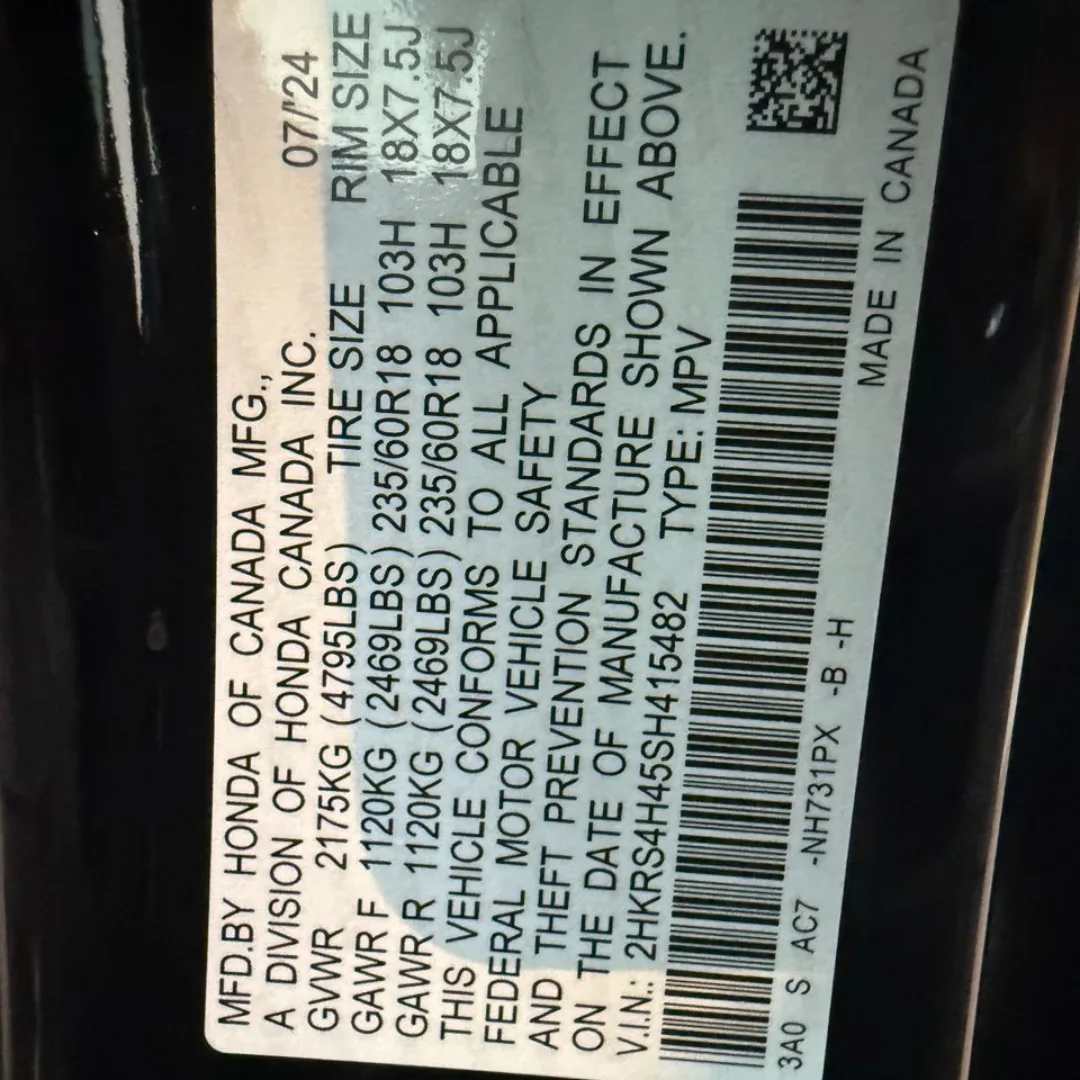 MFD.BY HONDA OF CANADA MFG.,
A DIVISION OF HONDA CANADA INC. 07/'24
GVWR 2175KG (4795LBS) TIRE SIZE RIM SIZE
GAWR F 1120KG (2469LBS) 235/60R18 103H 18X7.5J
GAWR R 1120KG (2469LBS) 235/60R18 103H 18X7.5J
THIS VEHICLE CONFORMS TO ALL APPLICABLE
FEDERAL MOTOR VEHICLE SAFETY
AND THEFT PREVENTION STANDARDS IN EFFECT
ON THE DATE OF MANUFACTURE SHOWN ABOVE.
V.I.N.: 2HKRS4H45SH415482 TYPE: MPV
3A0 S AC7 -NH731PX -B -H MADE IN CANADA